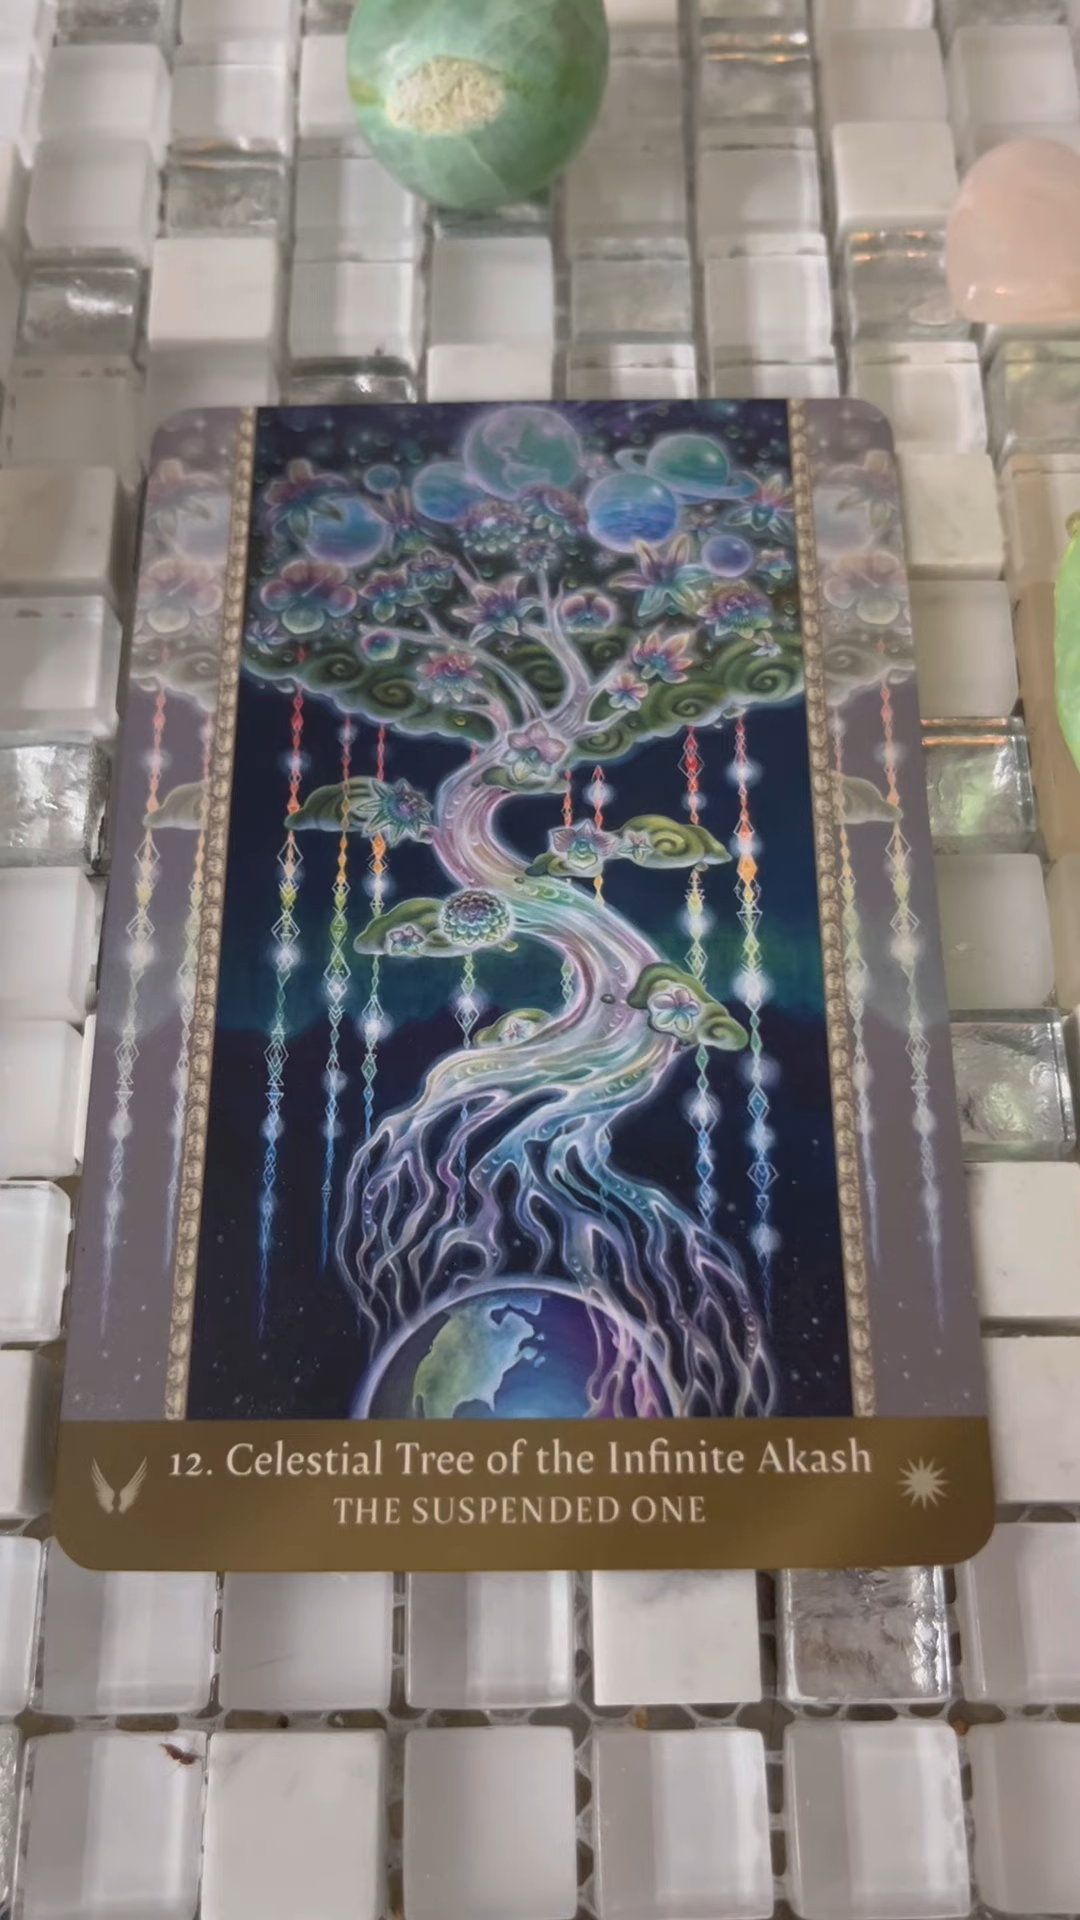 12. Celestial Tree of the Infinite Akash
THE SUSPENDED ONE